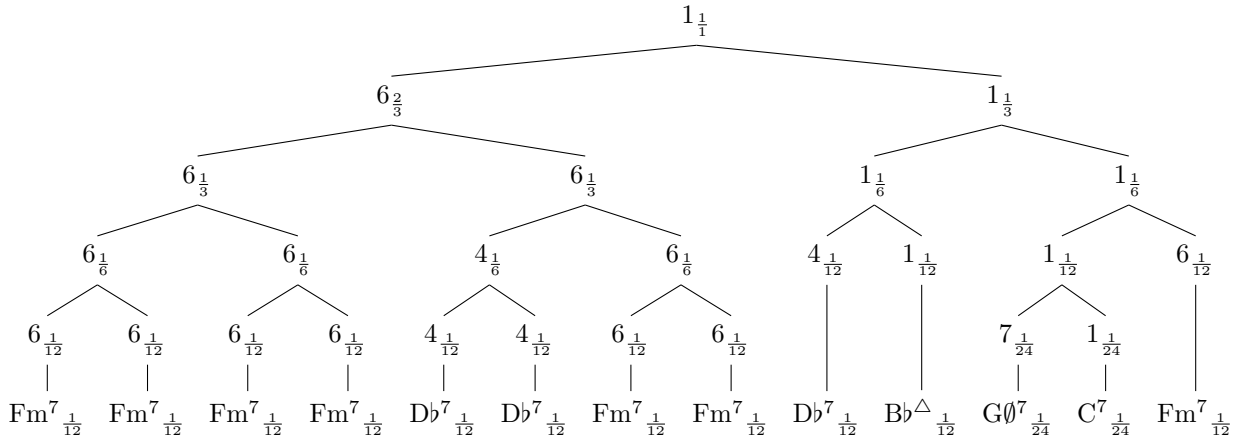 1 1/1
6 2/3 1 1/3
6 1/3 6 1/3 1 1/6 1 1/6
6 1/6 6 1/6 4 1/6 6 1/6 4 1/12 1 1/12 1 1/12 6 1/12
6 1/12 6 1/12 6 1/12 6 1/12 4 1/12 4 1/12 6 1/12 6 1/12 7 1/24 1 1/24
Fm⁷ 1/12 Fm⁷ 1/12 Fm⁷ 1/12 Fm⁷ 1/12 D♭⁷ 1/12 D♭⁷ 1/12 Fm⁷ 1/12 Fm⁷ 1/12 D♭⁷ 1/12 B♭△ 1/12 G∅⁷ 1/24 C⁷ 1/24 Fm⁷ 1/12